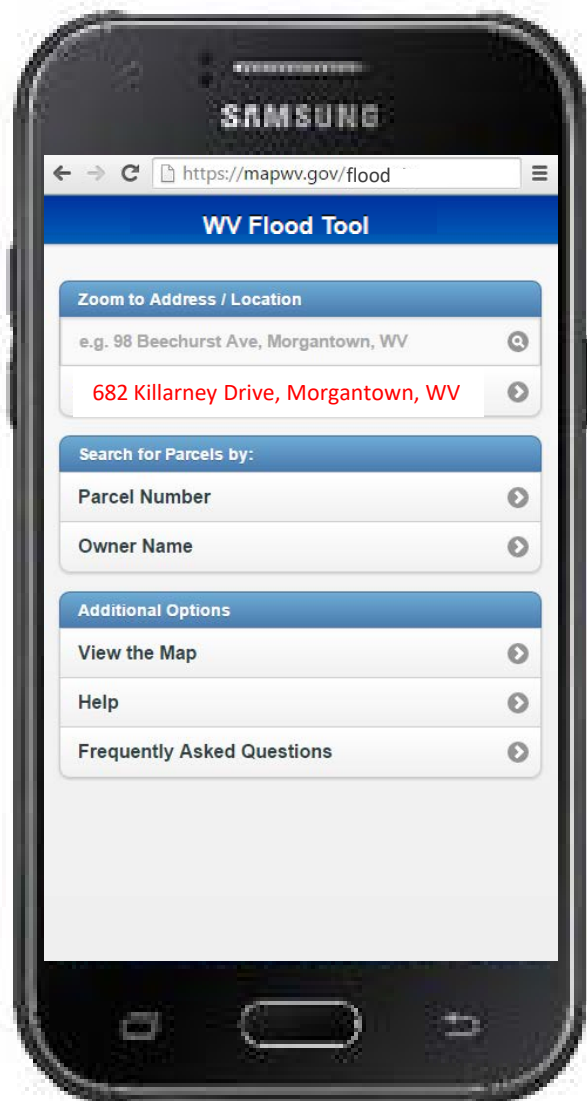 SAMSUNG
https://mapwv.gov/flood
WV Flood Tool
Zoom to Address / Location
e.g. 98 Beechurst Ave, Morgantown, WV
682 Killarney Drive, Morgantown, WV
Search for Parcels by:
Parcel Number
Owner Name
Additional Options
View the Map
Help
Frequently Asked Questions